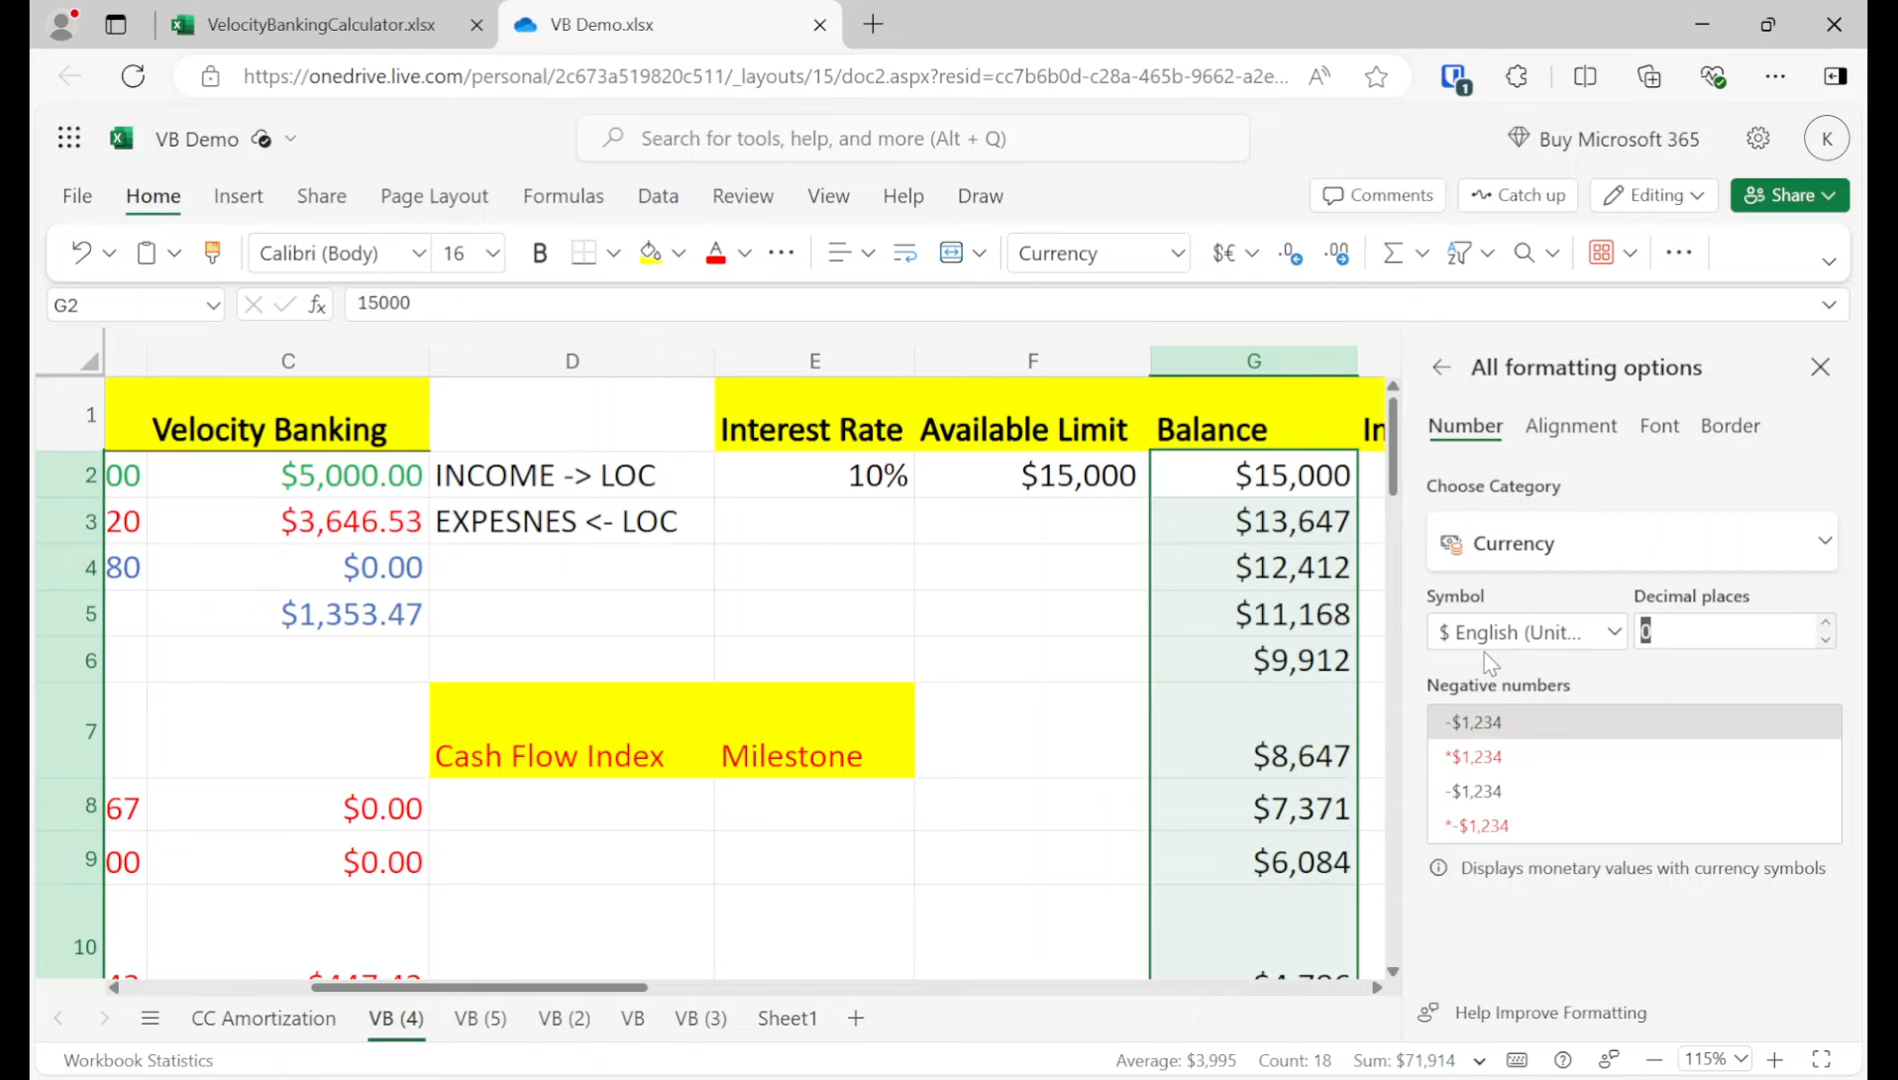 VelocityBankingCalculator.xlsx
VB Demo.xlsx
https://onedrive.live.com/personal/2c673a519820c511/_layouts/15/doc2.aspx?resid=cc7b6b0d-c28a-465b-9662-a2e...
1
VB Demo
Search for tools, help, and more (Alt + Q)
Buy Microsoft 365
K
File Home Insert Share Page Layout Formulas Data Review View Help Draw
Comments Catch up Editing Share
Calibri (Body) 16 B A Currency $€ .0 .00
G2 fx 15000
C D E F G
1 Velocity Banking Interest Rate Available Limit Balance In
2 00 $5,000.00 INCOME -> LOC 10% $15,000 $15,000
3 20 $3,646.53 EXPESNES <- LOC $13,647
4 80 $0.00 $12,412
5 $1,353.47 $11,168
6 $9,912
7 Cash Flow Index Milestone $8,647
8 67 $0.00 $7,371
9 00 $0.00 $6,084
10
All formatting options
Number Alignment Font Border
Choose Category
Currency
Symbol Decimal places
$ English (Unit... 0
Negative numbers
-$1,234
*$1,234
-$1,234
*-$1,234
Displays monetary values with currency symbols
Help Improve Formatting
CC Amortization VB (4) VB (5) VB (2) VB VB (3) Sheet1
Workbook Statistics
Average: $3,995 Count: 18 Sum: $71,914
115%